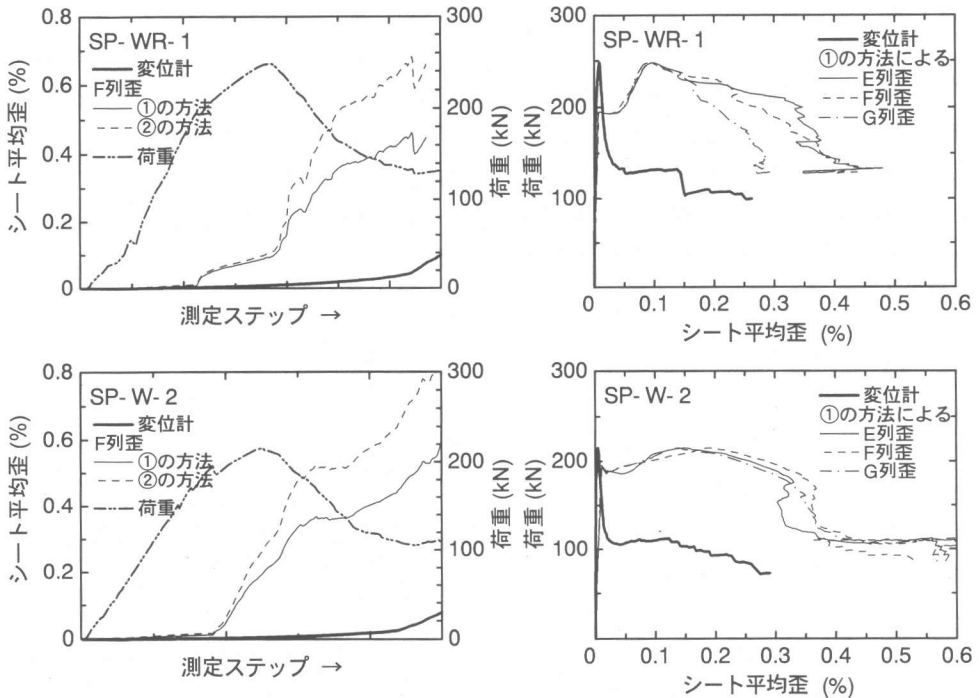 0.8
0.6
0.4
0.2
0
シート平均歪 (%)
SP- WR- 1
変位計
F列歪
①の方法
②の方法
荷重
300
200
100
0
荷重 (kN)
測定ステップ →
300
200
100
0
荷重 (kN)
SP- WR- 1
変位計
①の方法による
E列歪
F列歪
G列歪
0 0.1 0.2 0.3 0.4 0.5 0.6
シート平均歪 (%)
0.8
0.6
0.4
0.2
0
シート平均歪 (%)
SP- W- 2
変位計
F列歪
①の方法
②の方法
荷重
300
200
100
0
荷重 (kN)
測定ステップ →
300
200
100
0
荷重 (kN)
SP- W- 2
変位計
①の方法による
E列歪
F列歪
G列歪
0 0.1 0.2 0.3 0.4 0.5 0.6
シート平均歪 (%)